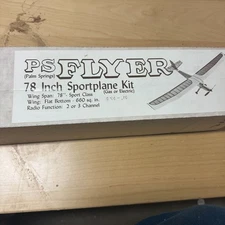 PS FLYER
(Palm Springs)
78 Inch Sportplane Kit
(Gas or Electric)
Wing Span: 78"- Sport Class
Wing: Flat Bottom - 660 sq. in.
Radio Function: 2 or 3 Channel